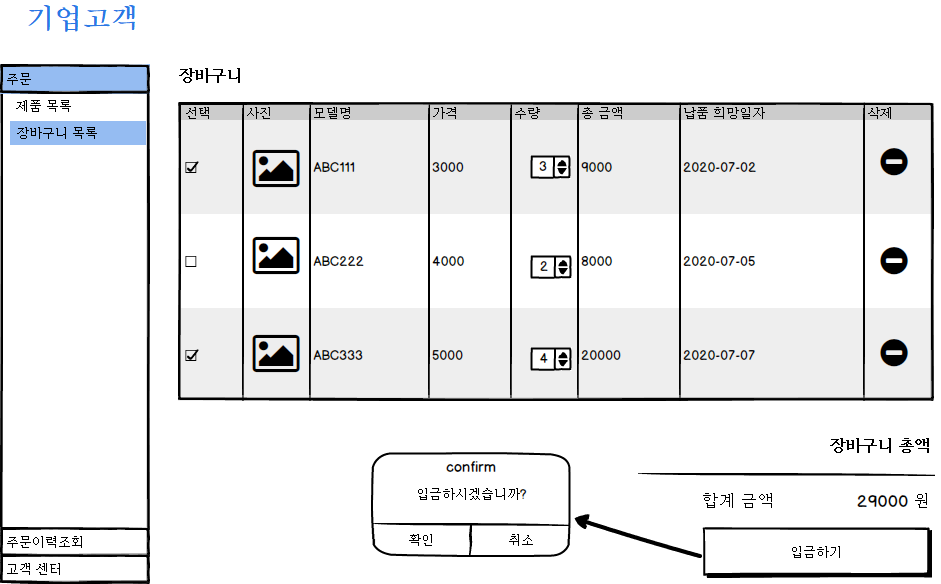 기업고객
주문
제품 목록
장바구니 목록
주문이력조회
고객 센터
장바구니
선택 사진 모델명 가격 수량 총 금액 납품 희망일자 삭제
ABC111 3000 3 9000 2020-07-02
ABC222 4000 2 8000 2020-07-05
ABC333 5000 4 20000 2020-07-07
장바구니 총액
합계 금액 29000 원
입금하기
confirm
입금하시겠습니까?
확인 취소